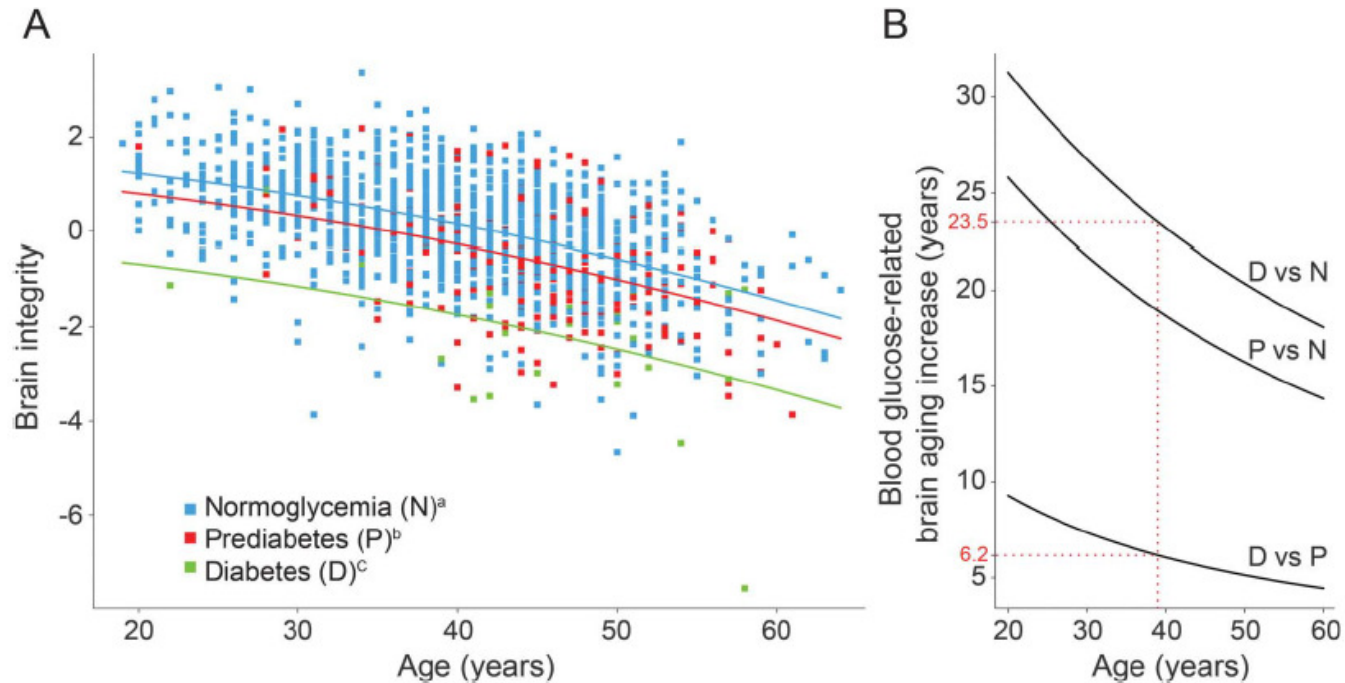 A
Brain integrity
2
0
-2
-4
-6
Normoglycemia (N)a
Prediabetes (P)b
Diabetes (D)C
20
30
40
50
60
Age (years)
B
Blood glucose-related
brain aging increase (years)
30
25
23.5
20
15
10
6.2
5
D vs N
P vs N
D vs P
20
30
40
50
60
Age (years)